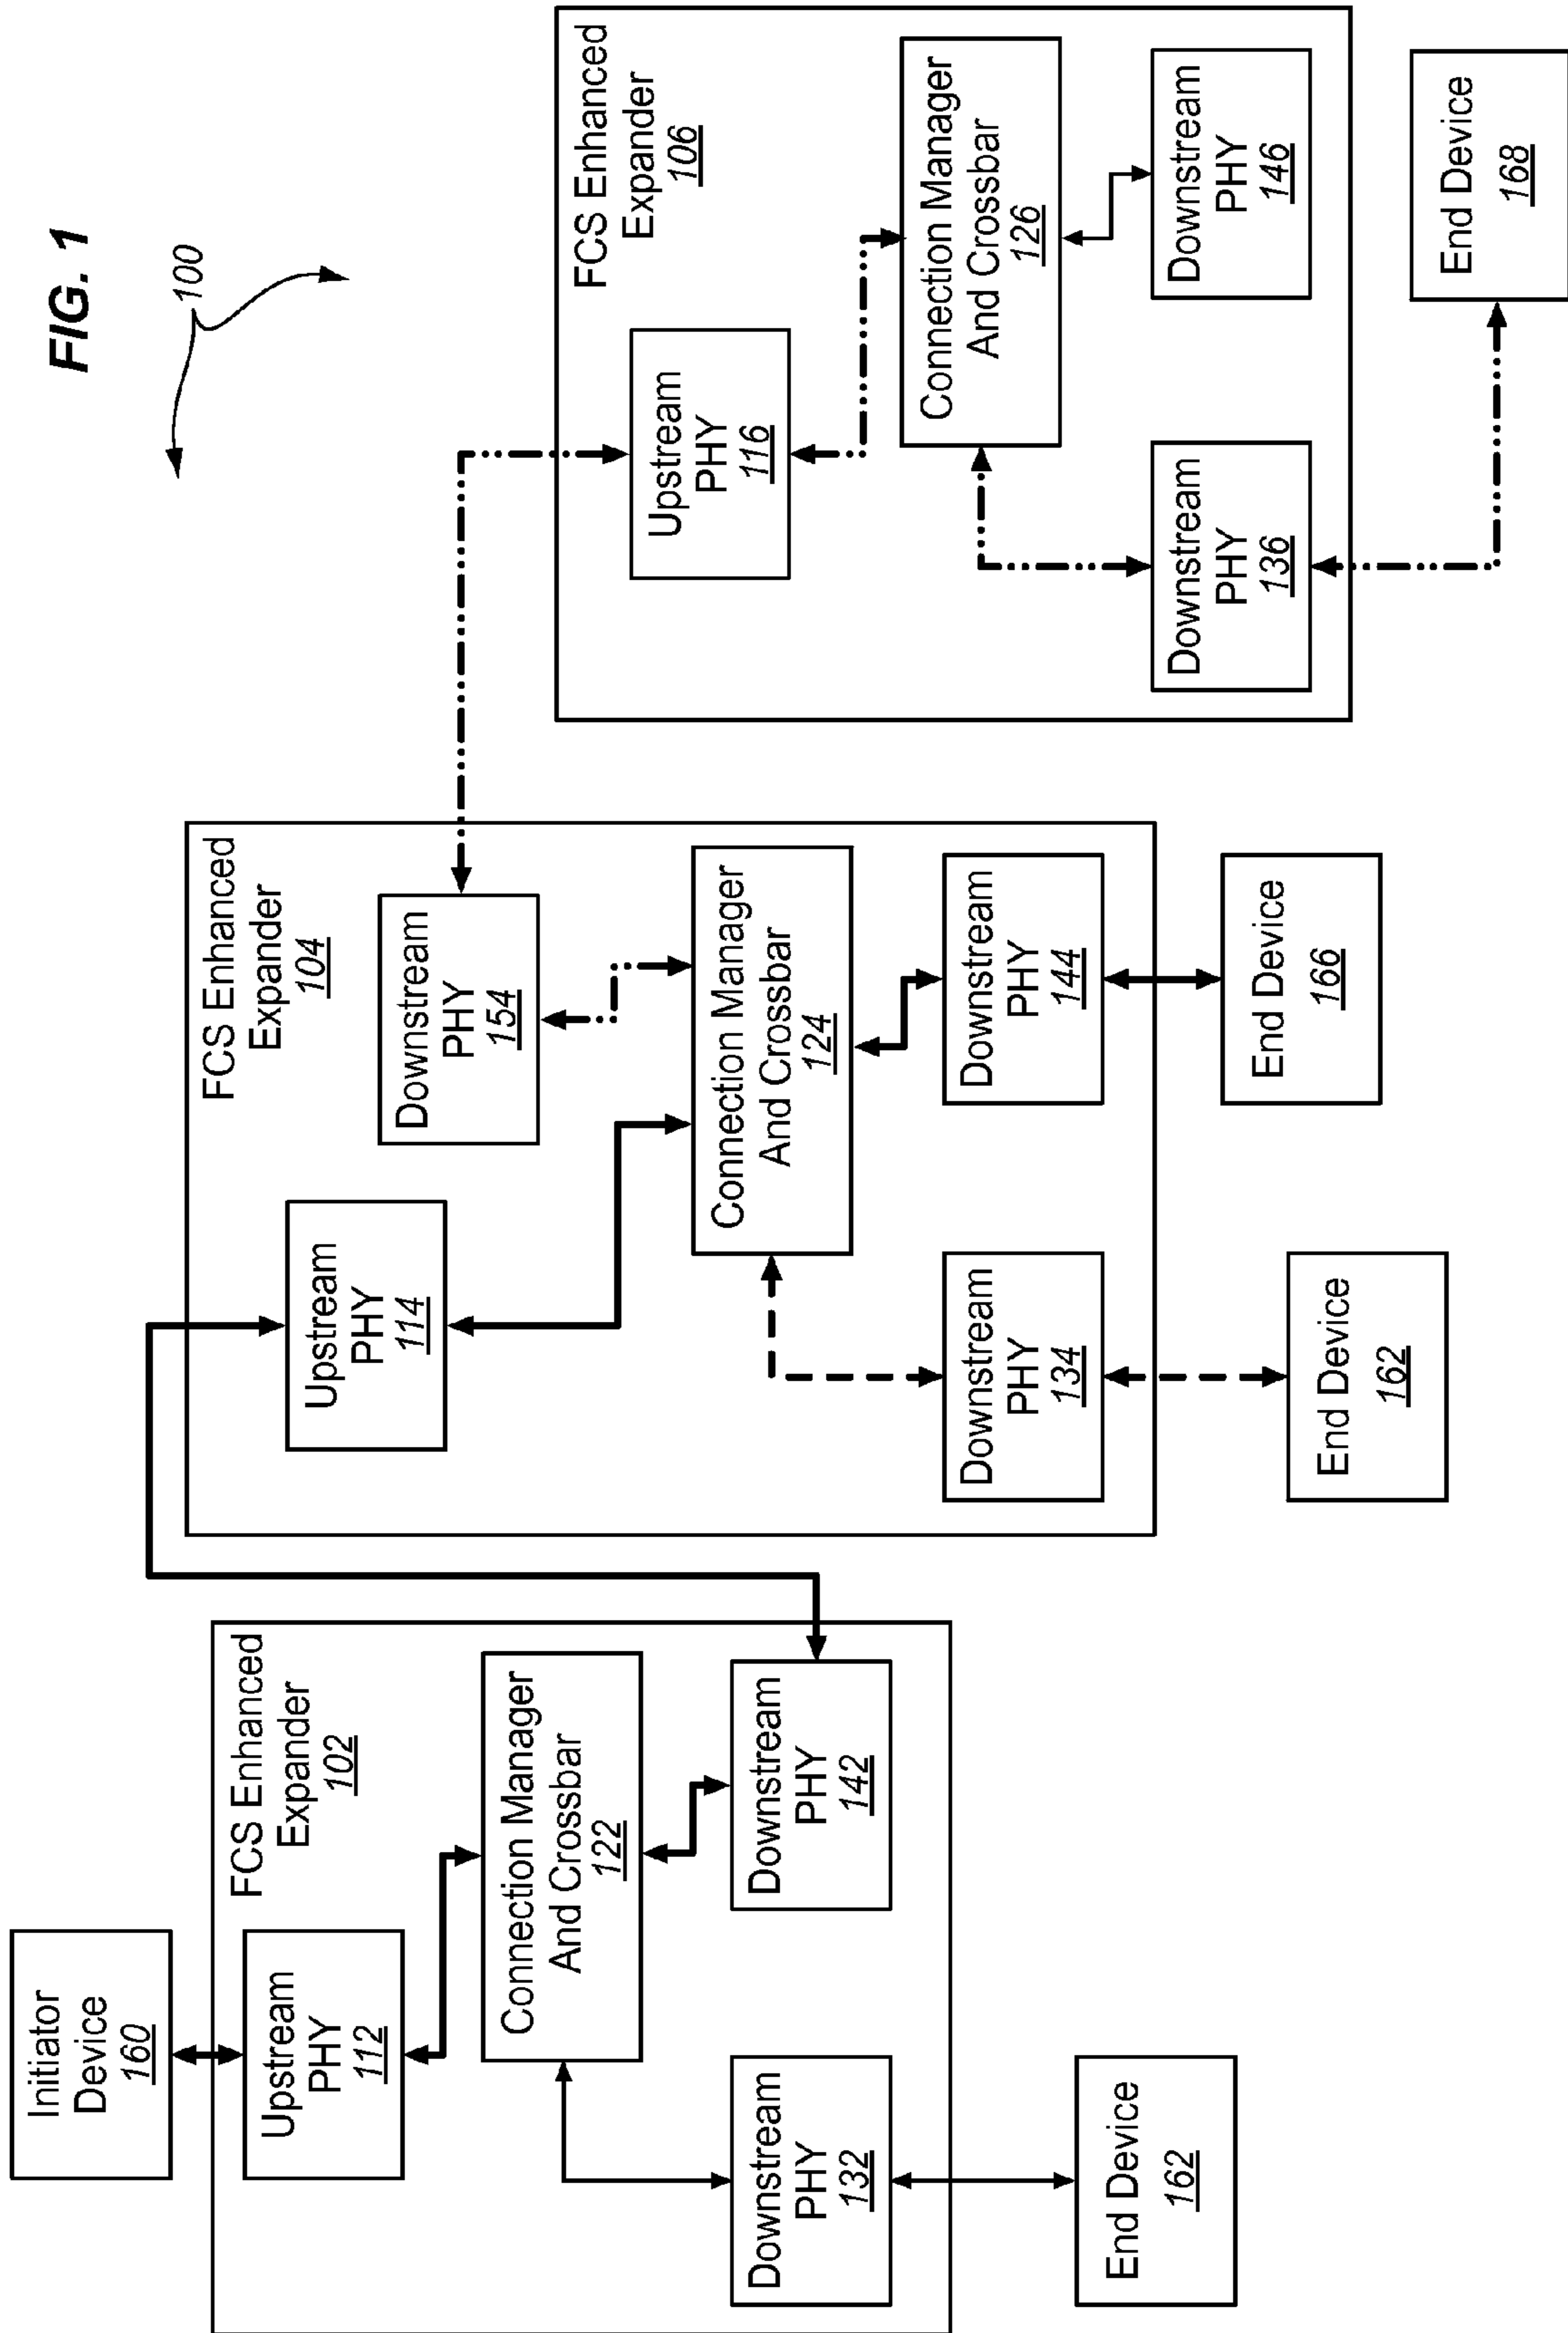 FIG. 1
100
Initiator
Device
160
FCS Enhanced
Expander
102
Upstream
PHY
112
Connection Manager
And Crossbar
122
Downstream
PHY
132
Downstream
PHY
142
End Device
162
FCS Enhanced
Expander
104
Upstream
PHY
114
Downstream
PHY
154
Connection Manager
And Crossbar
124
Downstream
PHY
134
Downstream
PHY
144
End Device
162
End Device
166
FCS Enhanced
Expander
106
Upstream
PHY
116
Connection Manager
And Crossbar
126
Downstream
PHY
136
Downstream
PHY
146
End Device
168